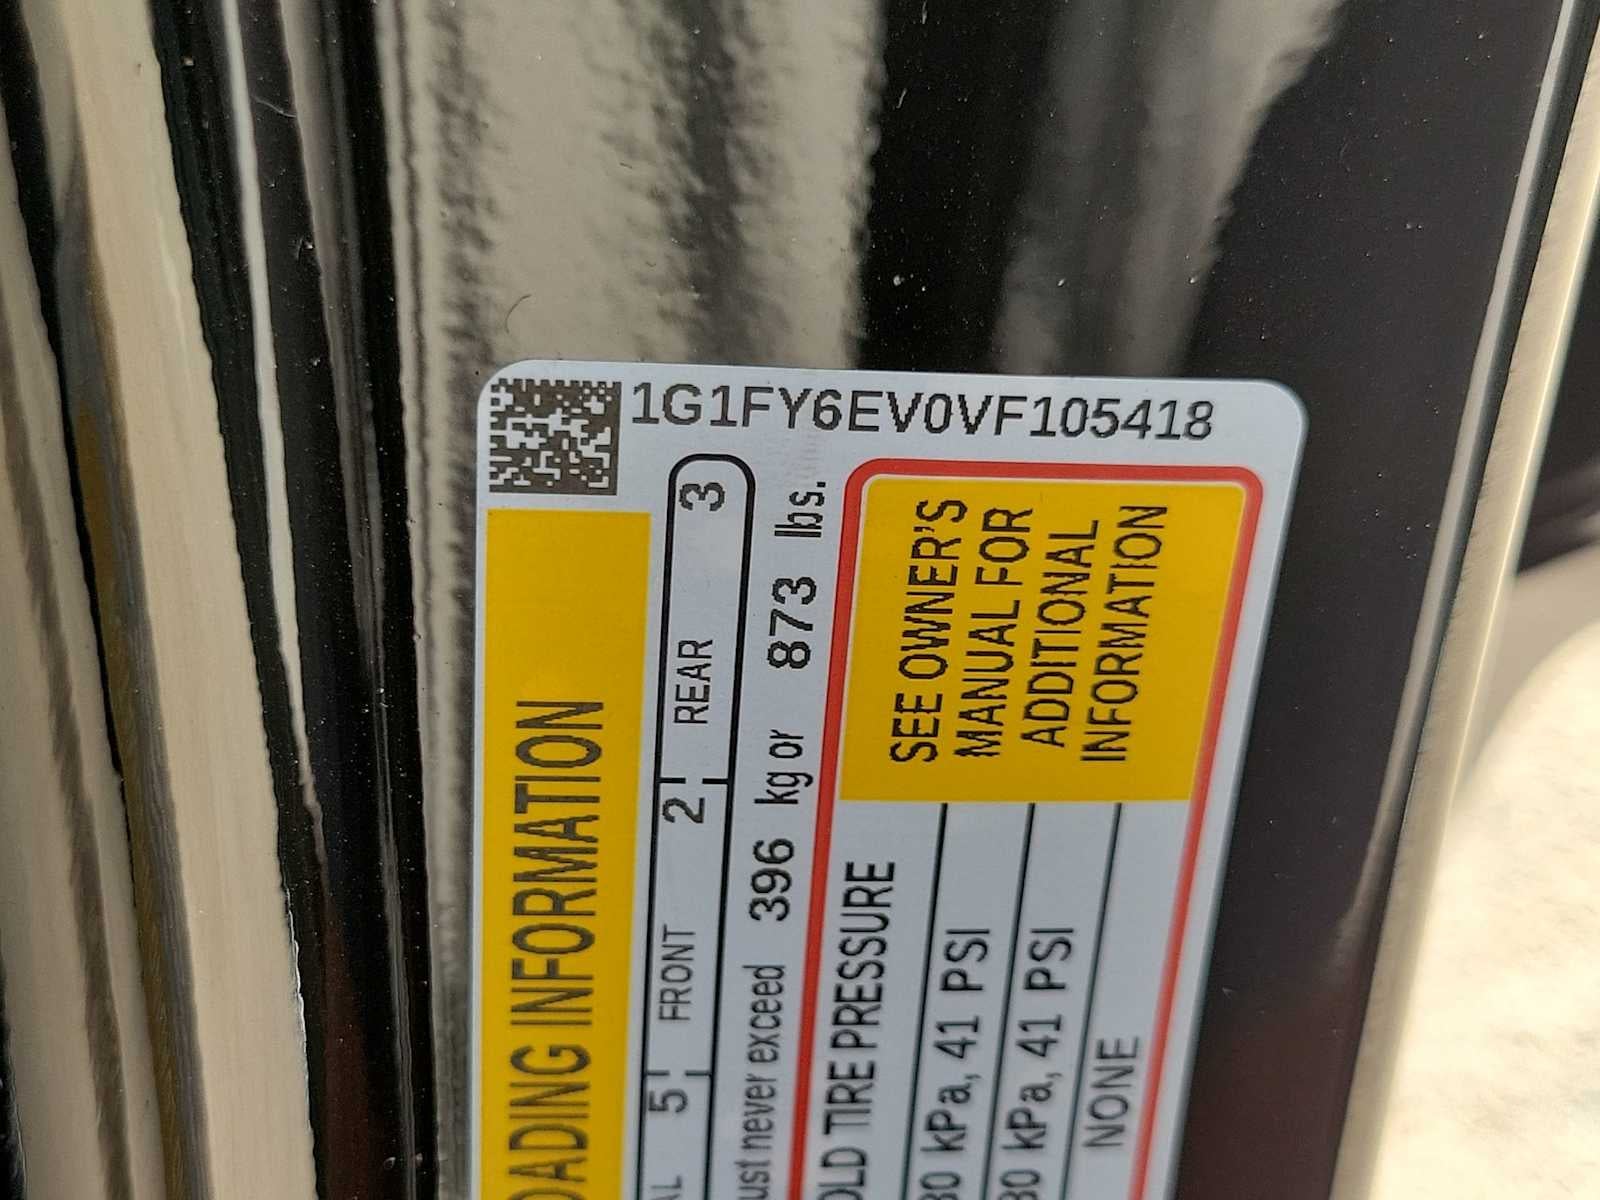 1G1FY6EV0VF105418
OADING INFORMATION
AL 5 FRONT 2 REAR 3
ust never exceed 396 kg or 873 lbs.
OLD TIRE PRESSURE
80 kPa, 41 PSI
80 kPa, 41 PSI
NONE
SEE OWNER'S
MANUAL FOR
ADDITIONAL
INFORMATION